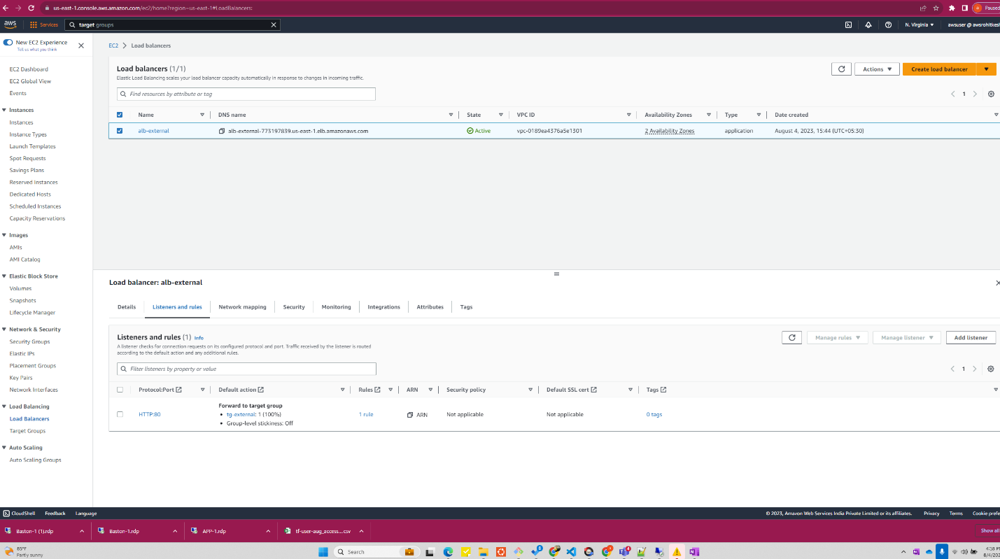 us-east-1.console.aws.amazon.com/ec2/home?region=us-east-1#LoadBalancers:
Paused
aws
Services
target groups
N. Virginia
awsuser @ awsrohitkesh
New EC2 Experience
Tell us what you think
EC2 Dashboard
EC2 Global View
Events
Instances
Instances
Instance Types
Launch Templates
Spot Requests
Savings Plans
Reserved Instances
Dedicated Hosts
Scheduled Instances
Capacity Reservations
Images
AMIs
AMI Catalog
Elastic Block Store
Volumes
Snapshots
Lifecycle Manager
Network & Security
Security Groups
Elastic IPs
Placement Groups
Key Pairs
Network Interfaces
Load Balancing
Load Balancers
Target Groups
Auto Scaling
Auto Scaling Groups
EC2 > Load balancers
Load balancers (1/1)
Elastic Load Balancing scales your load balancer capacity automatically in response to changes in incoming traffic.
Actions
Create load balancer
Find resources by attribute or tag
1
Name DNS name State VPC ID Availability Zones Type Date created
alb-external alb-external-773197839.us-east-1.elb.amazonaws.com Active vpc-0189ea4376a5e1301 2 Availability Zones application August 4, 2023, 15:44 (UTC+05:30)
Load balancer: alb-external
Details Listeners and rules Network mapping Security Monitoring Integrations Attributes Tags
Listeners and rules (1) Info
A listener checks for connection requests on its configured protocol and port. Traffic received by the listener is routed
according to the default action and any additional rules.
Manage rules
Manage listener
Add listener
Filter listeners by property or value
1
Protocol:Port Default action Rules ARN Security policy Default SSL cert Tags
Forward to target group
HTTP:80 • tg-external: 1 (100%) 1 rule ARN Not applicable Not applicable 0 tags
• Group-level stickiness: Off
CloudShell Feedback Language
© 2023, Amazon Web Services India Private Limited or its affiliates. Privacy Terms Cookie prefe
Baston-1 (1).rdp Baston-1.rdp APP-1.rdp tf-user-aug_access....csv Show all
85°F
Partly sunny
Search
4:18 PM